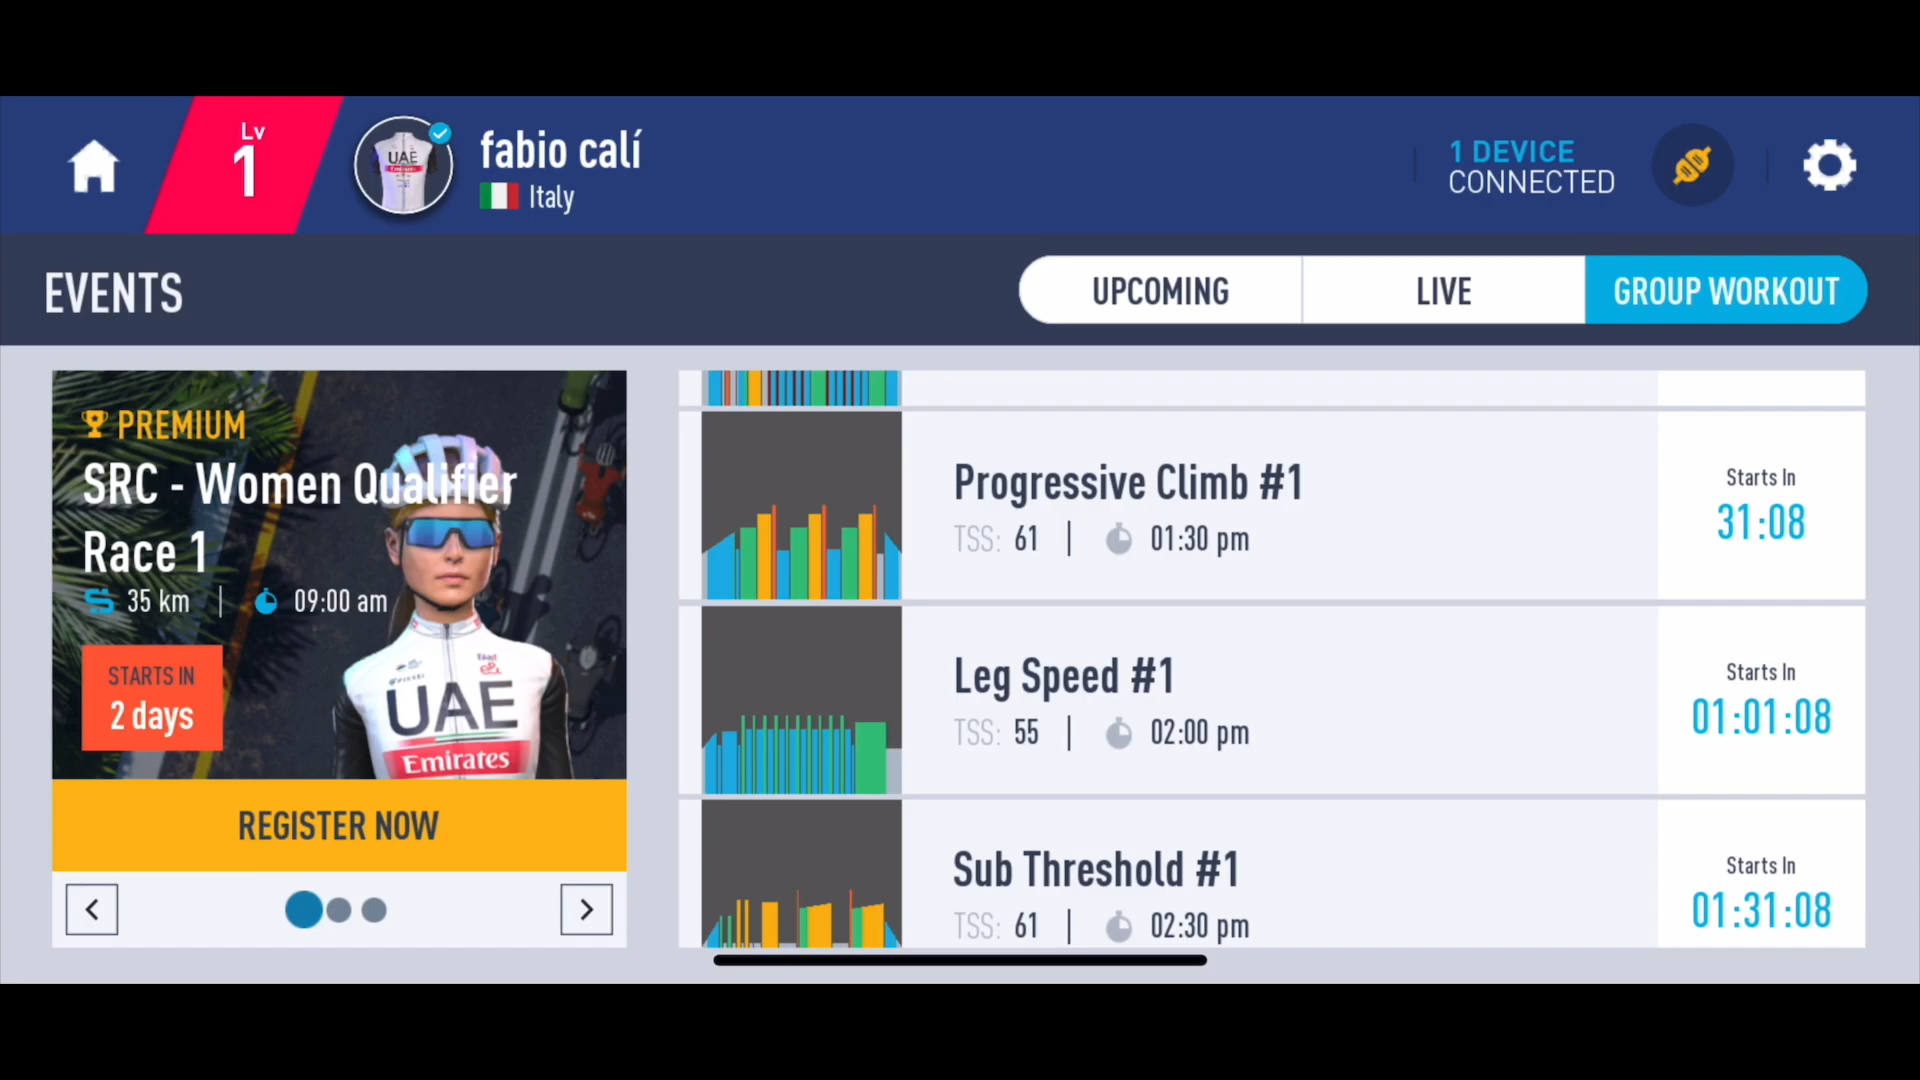 Lv
1
UAE
fabio calí
Italy
1 DEVICE
CONNECTED
EVENTS
UPCOMING
LIVE
GROUP WORKOUT
PREMIUM
SRC - Women Qualifier
Race 1
35 km | 09:00 am
STARTS IN
2 days
UAE
Emirates
REGISTER NOW
Progressive Climb #1
TSS: 61 | 01:30 pm
Starts In
31:08
Leg Speed #1
TSS: 55 | 02:00 pm
Starts In
01:01:08
Sub Threshold #1
TSS: 61 | 02:30 pm
Starts In
01:31:08